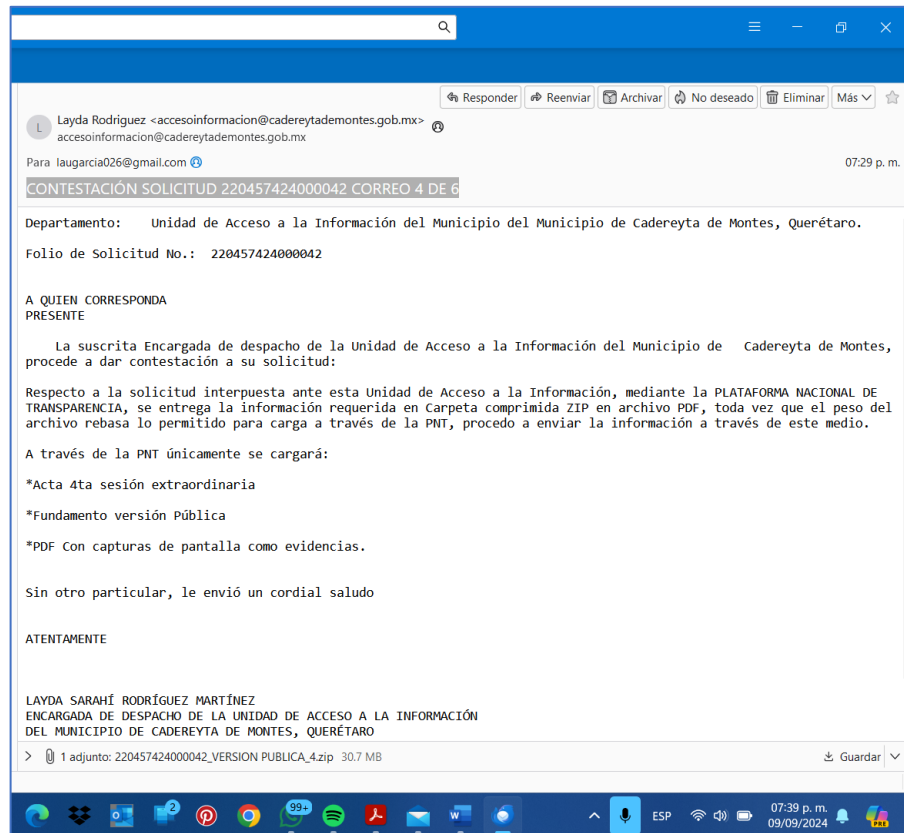 Responder Reenviar Archivar No deseado Eliminar Más
L
Layda Rodriguez <accesoinformacion@cadereytademontes.gob.mx>
accesoinformacion@cadereytademontes.gob.mx
Para laugarcia026@gmail.com 07:29 p. m.
CONTESTACIÓN SOLICITUD 220457424000042 CORREO 4 DE 6
Departamento: Unidad de Acceso a la Información del Municipio del Municipio de Cadereyta de Montes, Querétaro.
Folio de Solicitud No.: 220457424000042
A QUIEN CORRESPONDA
PRESENTE
La suscrita Encargada de despacho de la Unidad de Acceso a la Información del Municipio de Cadereyta de Montes,
procede a dar contestación a su solicitud:
Respecto a la solicitud interpuesta ante esta Unidad de Acceso a la Información, mediante la PLATAFORMA NACIONAL DE
TRANSPARENCIA, se entrega la información requerida en Carpeta comprimida ZIP en archivo PDF, toda vez que el peso del
archivo rebasa lo permitido para carga a través de la PNT, procedo a enviar la información a través de este medio.
A través de la PNT únicamente se cargará:
*Acta 4ta sesión extraordinaria
*Fundamento versión Pública
*PDF Con capturas de pantalla como evidencias.
Sin otro particular, le envió un cordial saludo
ATENTAMENTE
LAYDA SARAHÍ RODRÍGUEZ MARTÍNEZ
ENCARGADA DE DESPACHO DE LA UNIDAD DE ACCESO A LA INFORMACIÓN
DEL MUNICIPIO DE CADEREYTA DE MONTES, QUERÉTARO
1 adjunto: 220457424000042_VERSION PUBLICA_4.zip 30.7 MB Guardar
2 99+ ESP 07:39 p. m.
09/09/2024
PRE